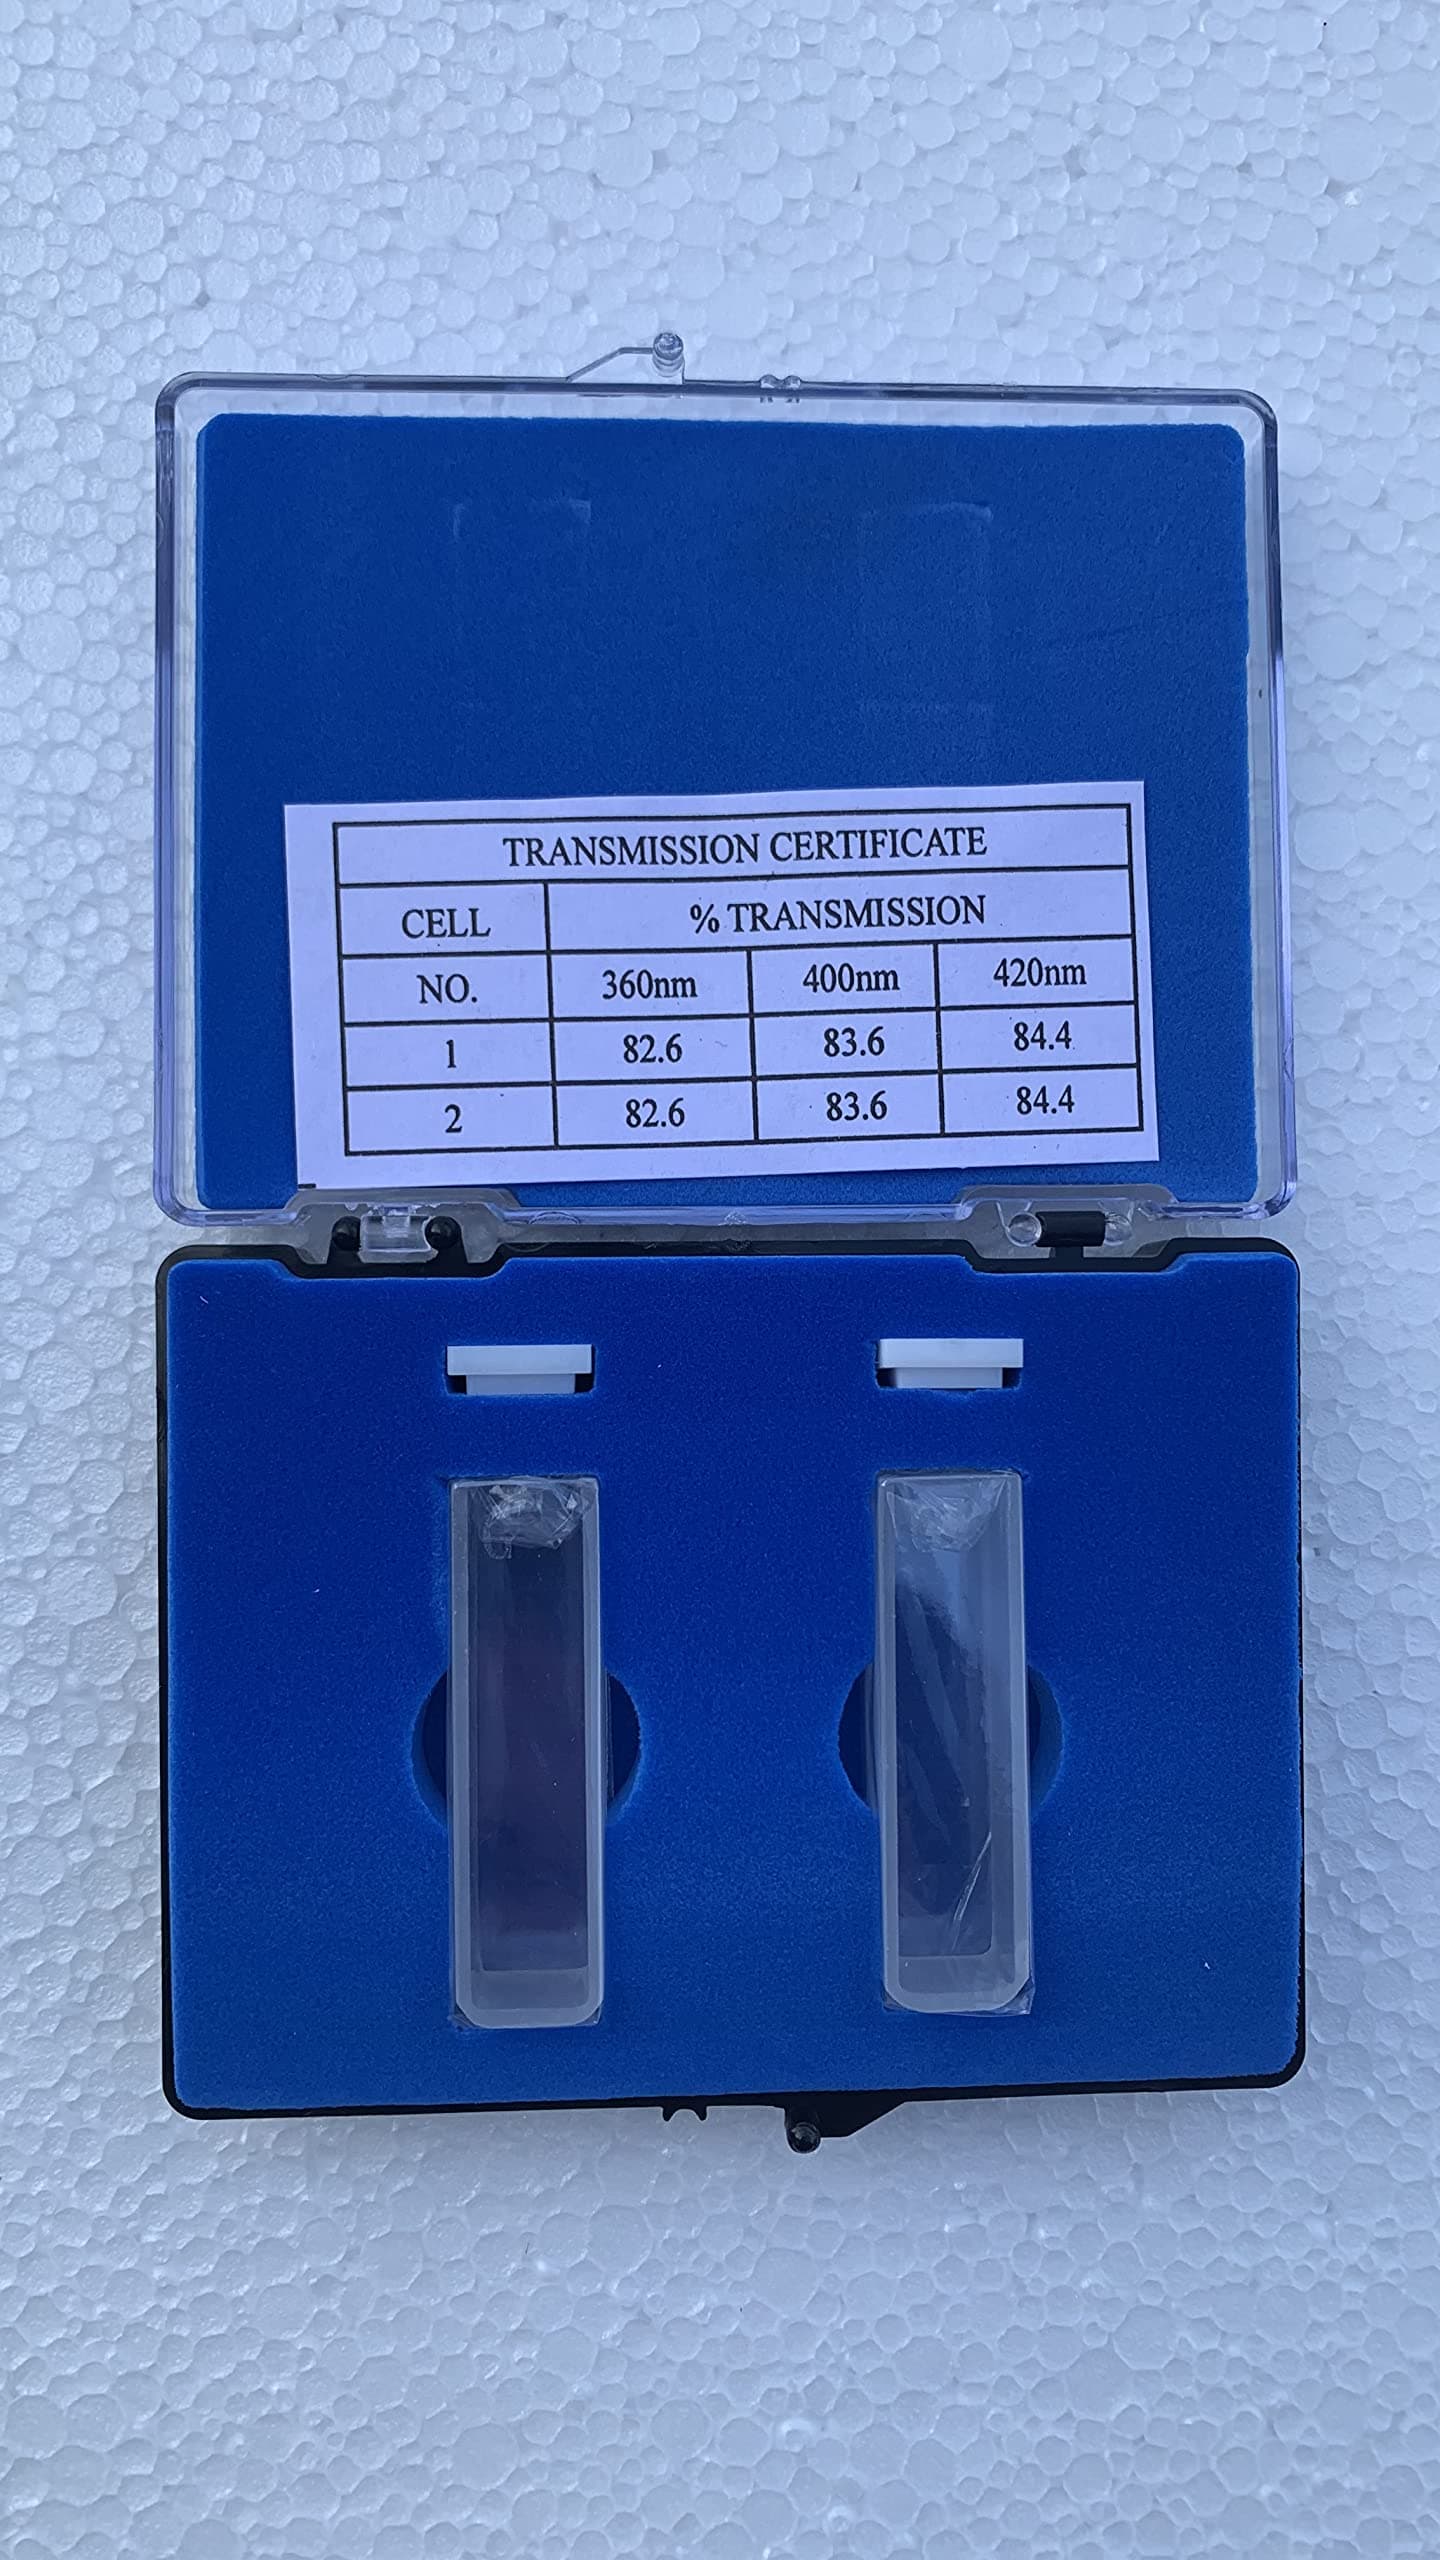 TRANSMISSION CERTIFICATE
CELL % TRANSMISSION
NO. 360nm 400nm 420nm
1 82.6 83.6 84.4
2 82.6 83.6 84.4